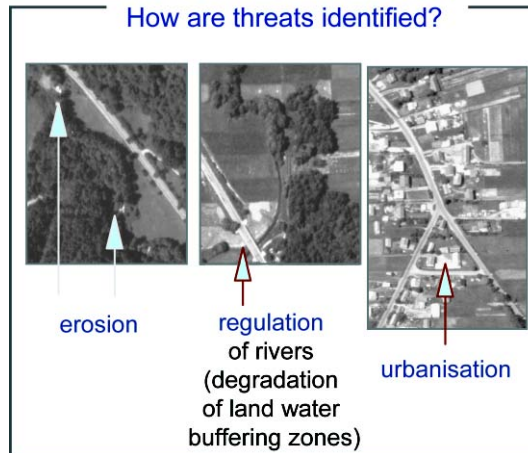 How are threats identified?
erosion
regulation
of rivers
(degradation
of land water
buffering zones)
urbanisation